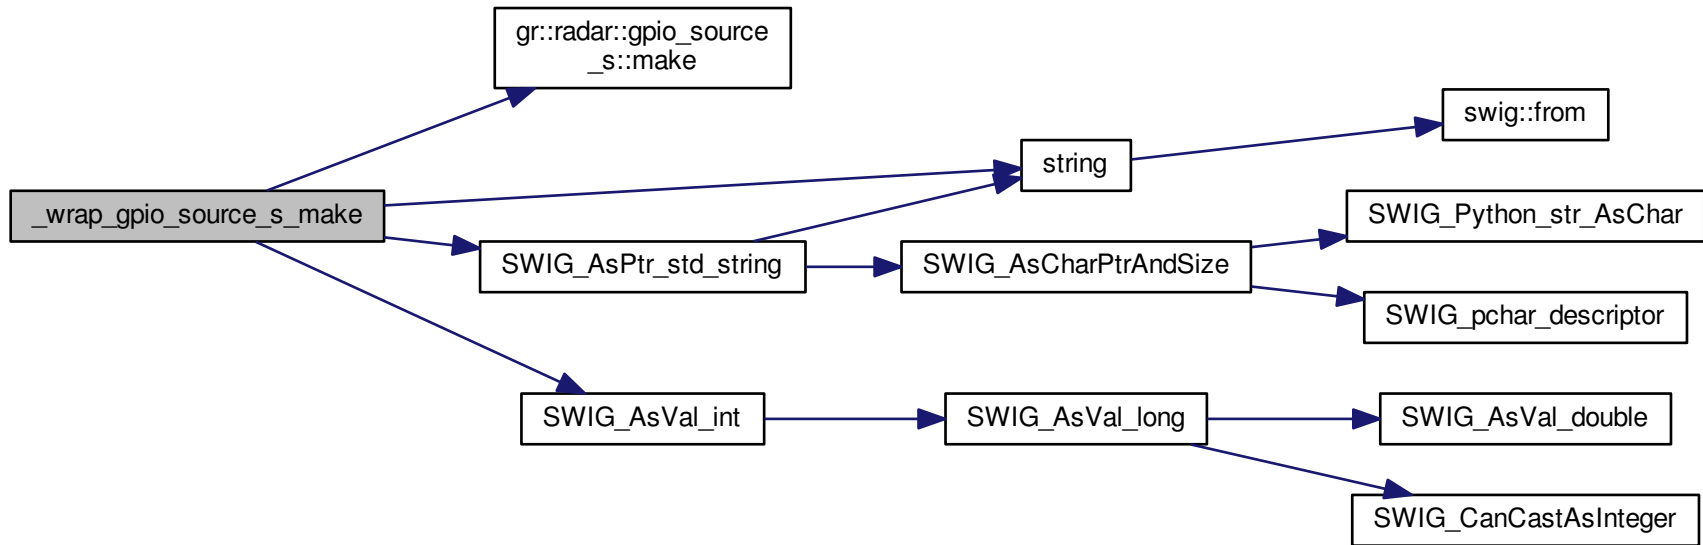 gr::radar::gpio_source
_s::make
swig::from
string
SWIG_Python_str_AsChar
_wrap_gpio_source_s_make
SWIG_AsPtr_std_string
SWIG_AsCharPtrAndSize
SWIG_pchar_descriptor
SWIG_AsVal_int
SWIG_AsVal_long
SWIG_AsVal_double
SWIG_CanCastAsInteger